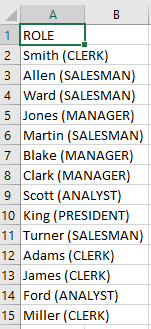 A B
1 ROLE
2 Smith (CLERK)
3 Allen (SALESMAN)
4 Ward (SALESMAN)
5 Jones (MANAGER)
6 Martin (SALESMAN)
7 Blake (MANAGER)
8 Clark (MANAGER)
9 Scott (ANALYST)
10 King (PRESIDENT)
11 Turner (SALESMAN)
12 Adams (CLERK)
13 James (CLERK)
14 Ford (ANALYST)
15 Miller (CLERK)